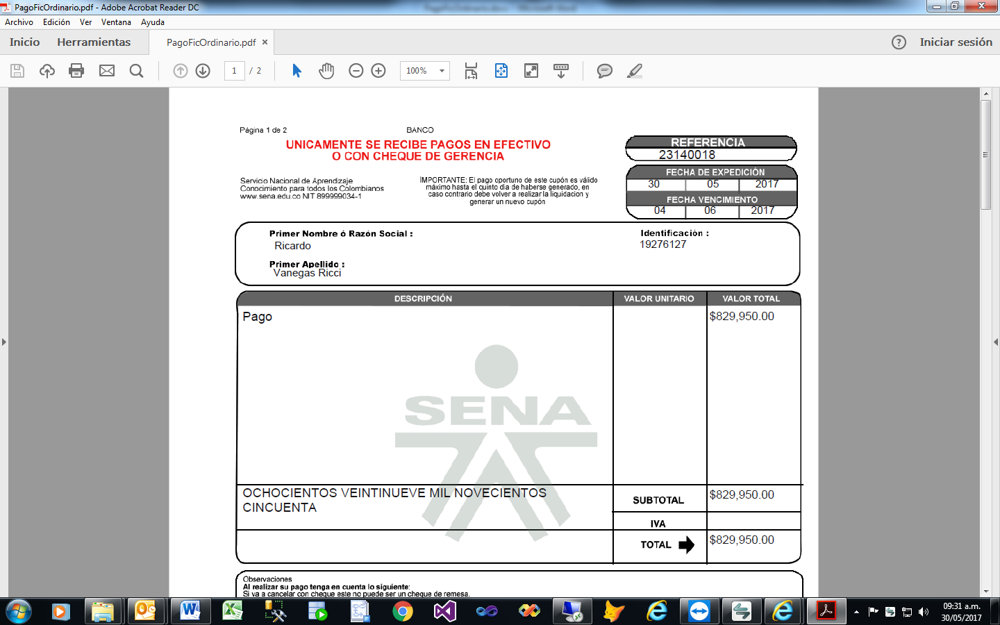 PagoFicOrdinario.pdf - Adobe Acrobat Reader DC
Archivo Edición Ver Ventana Ayuda
Inicio Herramientas PagoFicOrdinario.pdf × ? Iniciar sesión
1 / 2 100%
Página 1 de 2 BANCO
UNICAMENTE SE RECIBE PAGOS EN EFECTIVO
O CON CHEQUE DE GERENCIA
REFERENCIA
23140018
FECHA DE EXPEDICIÓN
30 05 2017
FECHA VENCIMIENTO
04 06 2017
Servicio Nacional de Aprendizaje
Conocimiento para todos los Colombianos
www.sena.edu.co NIT 899999034-1
IMPORTANTE: El pago oportuno de este cupón es válido
máximo hasta el quinto dia de haberse generado, en
caso contrario debe volver a realizar la liquidacion y
generar un nuevo cupón
Primer Nombre ó Razón Social :
Ricardo
Identificación :
19276127
Primer Apellido :
Vanegas Ricci
DESCRIPCIÓN VALOR UNITARIO VALOR TOTAL
Pago $829,950.00
SENA
OCHOCIENTOS VEINTINUEVE MIL NOVECIENTOS
CINCUENTA
SUBTOTAL $829,950.00
IVA
TOTAL $829,950.00
Observaciones
Al realizar su pago tenga en cuenta lo siguiente:
Si va a cancelar con cheque este no puede ser un cheque de remesa.
09:31 a.m.
30/05/2017